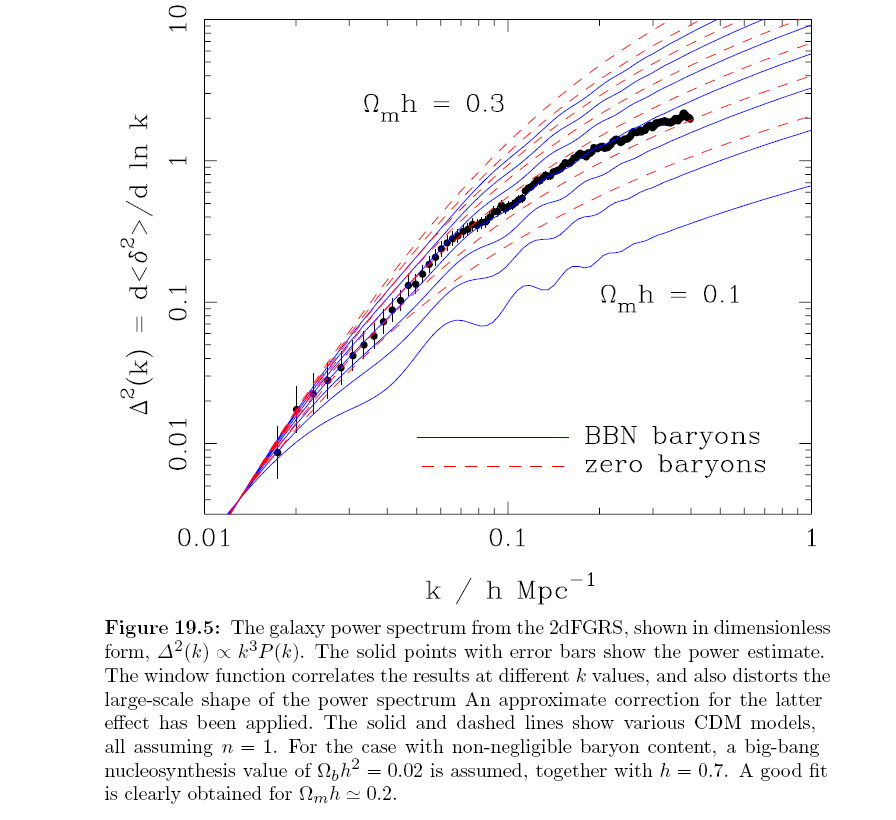 10
1
0.1
0.01
Δ²(k) = d<δ²>/d ln k
Ωₘh = 0.3
Ωₘh = 0.1
BBN baryons
zero baryons
0.01 0.1 1
k / h Mpc⁻¹
Figure 19.5: The galaxy power spectrum from the 2dFGRS, shown in dimensionless
form, Δ²(k) ∝ k³P(k). The solid points with error bars show the power estimate.
The window function correlates the results at different k values, and also distorts the
large-scale shape of the power spectrum An approximate correction for the latter
effect has been applied. The solid and dashed lines show various CDM models,
all assuming n = 1. For the case with non-negligible baryon content, a big-bang
nucleosynthesis value of Ω_bh² = 0.02 is assumed, together with h = 0.7. A good fit
is clearly obtained for Ωₘh ≃ 0.2.